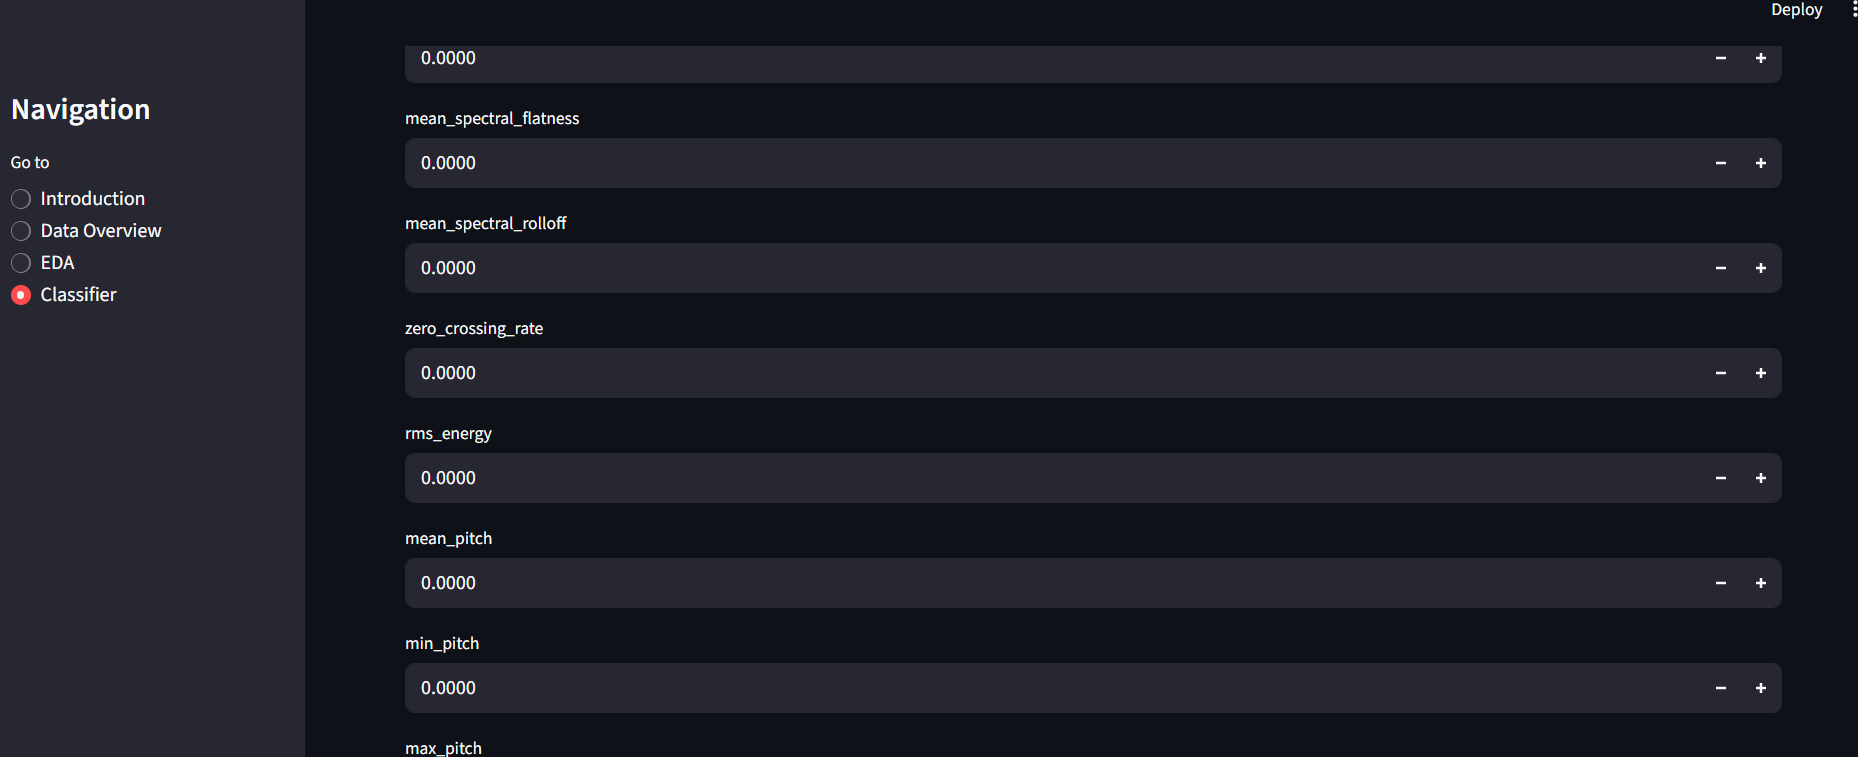 Deploy
Navigation
Go to
Introduction
Data Overview
EDA
Classifier
0.0000
mean_spectral_flatness
0.0000
mean_spectral_rolloff
0.0000
zero_crossing_rate
0.0000
rms_energy
0.0000
mean_pitch
0.0000
min_pitch
0.0000
max_pitch